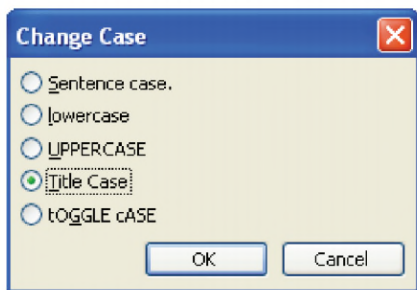 Change Case
Sentence case.
lowercase
UPPERCASE
Title Case
tOGGLE cASE
OK Cancel